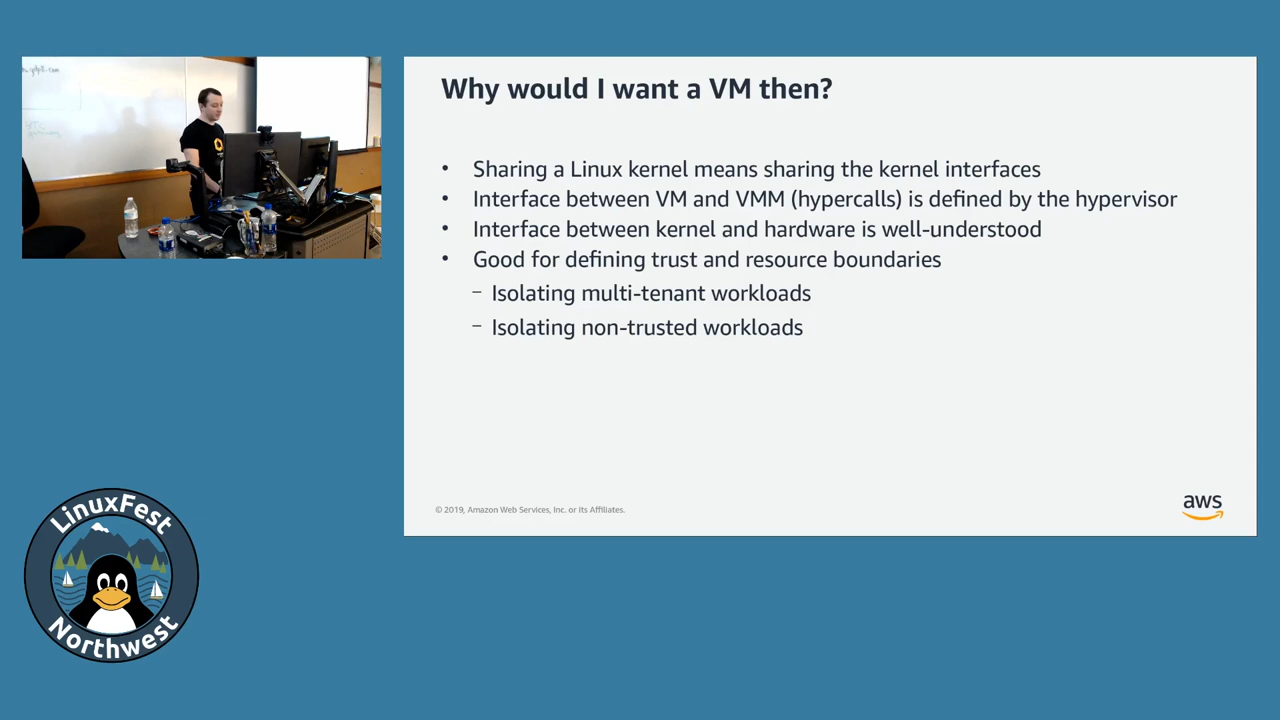 Why would I want a VM then?
• Sharing a Linux kernel means sharing the kernel interfaces
• Interface between VM and VMM (hypercalls) is defined by the hypervisor
• Interface between kernel and hardware is well-understood
• Good for defining trust and resource boundaries
– Isolating multi-tenant workloads
– Isolating non-trusted workloads
© 2019, Amazon Web Services, Inc. or its Affiliates.
aws
LinuxFest
Northwest